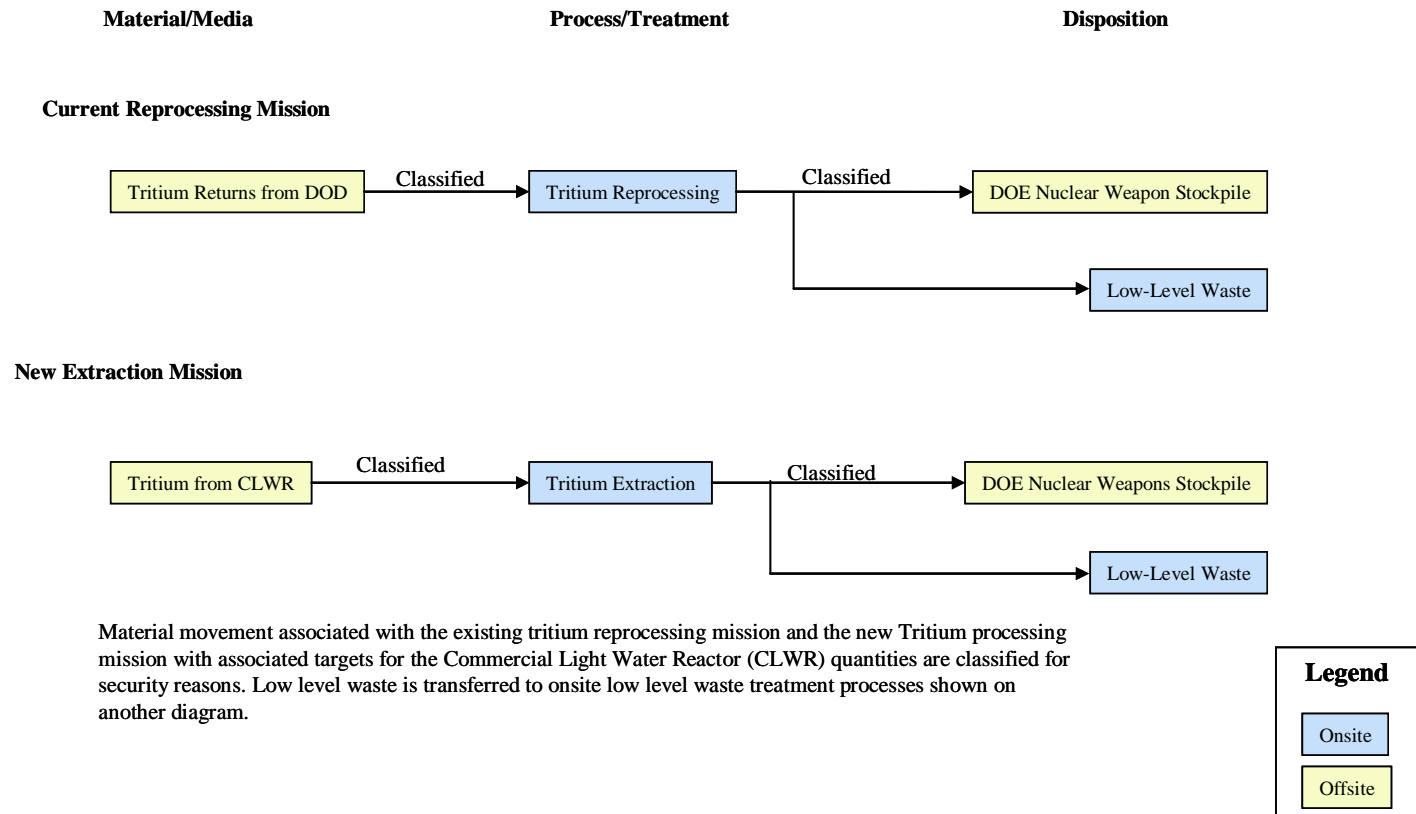 Material/Media Process/Treatment Disposition
Current Reprocessing Mission
Tritium Returns from DOD Classified Tritium Reprocessing Classified DOE Nuclear Weapon Stockpile
Low-Level Waste
New Extraction Mission
Tritium from CLWR Classified Tritium Extraction Classified DOE Nuclear Weapons Stockpile
Low-Level Waste
Material movement associated with the existing tritium reprocessing mission and the new Tritium processing
mission with associated targets for the Commercial Light Water Reactor (CLWR) quantities are classified for
security reasons. Low level waste is transferred to onsite low level waste treatment processes shown on
another diagram.
Legend
Onsite
Offsite